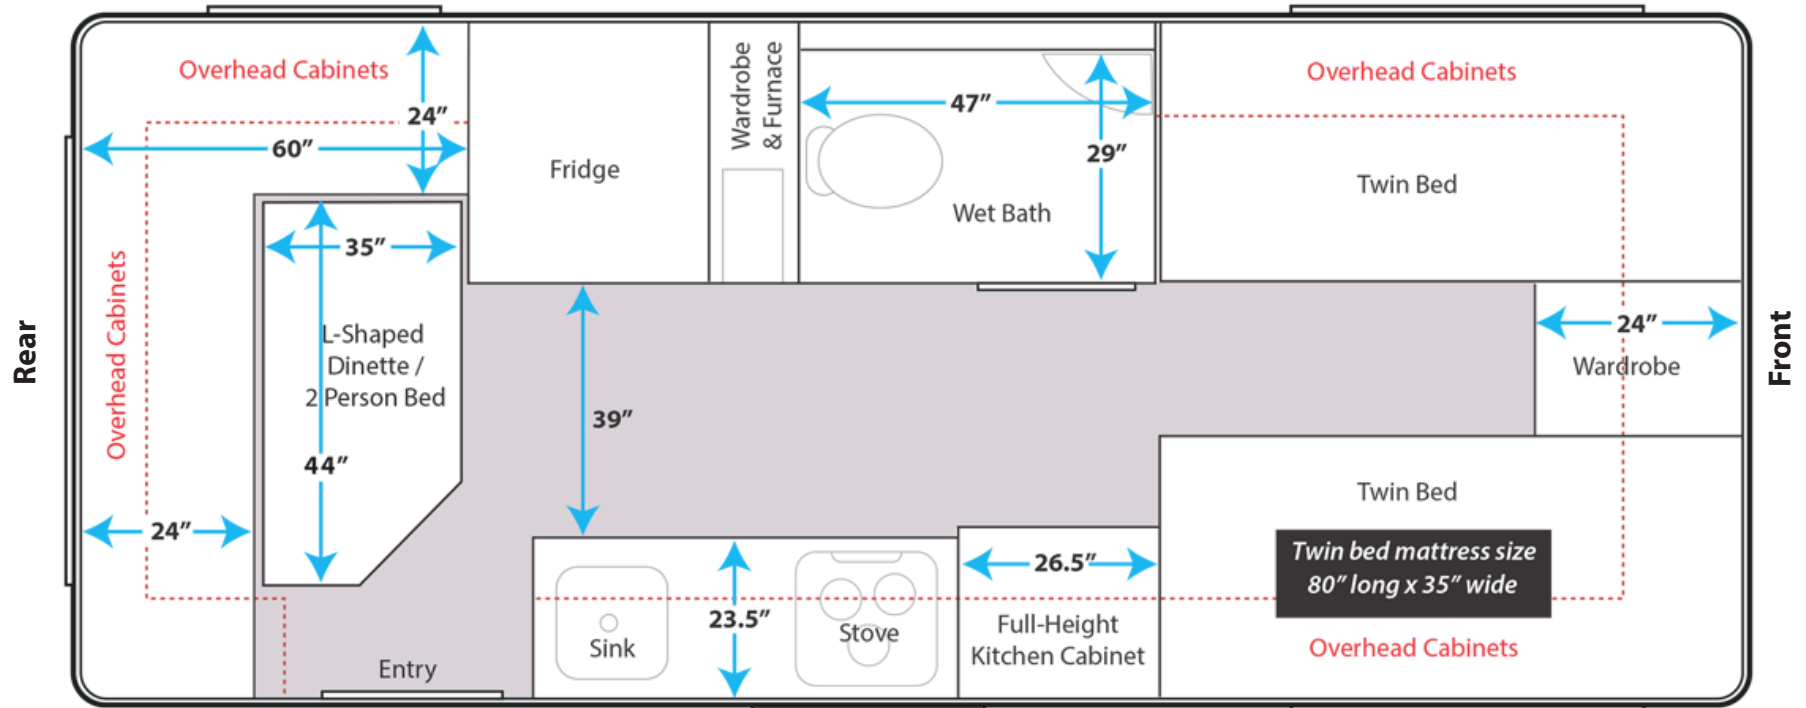 Overhead Cabinets
24”
60”
Fridge
Wardrobe
& Furnace
47”
29”
Wet Bath
Overhead Cabinets
Twin Bed
35”
L-Shaped
Dinette /
2 Person Bed
44”
Overhead Cabinets
Rear
24”
39”
24”
Wardrobe
Front
Twin Bed
Twin bed mattress size
80” long x 35” wide
Overhead Cabinets
26.5”
Full-Height
Kitchen Cabinet
23.5”
Stove
Sink
Entry